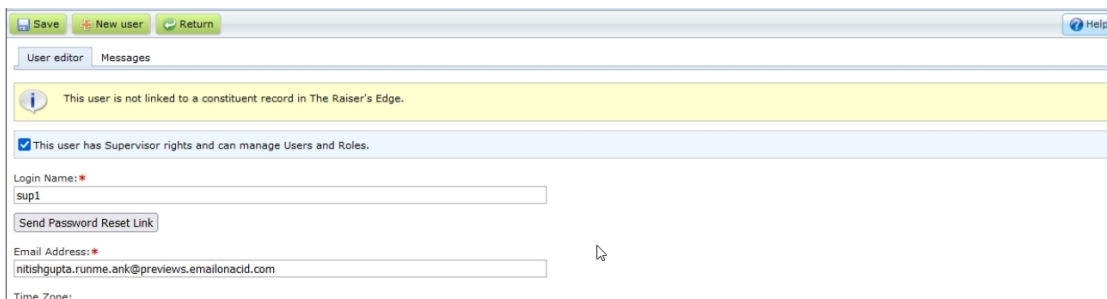 Save New user Return Help
User editor Messages
This user is not linked to a constituent record in The Raiser's Edge.
This user has Supervisor rights and can manage Users and Roles.
Login Name:*
sup1
Send Password Reset Link
Email Address:*
nitishgupta.runme.ank@previews.emailonacid.com
Time Zone: